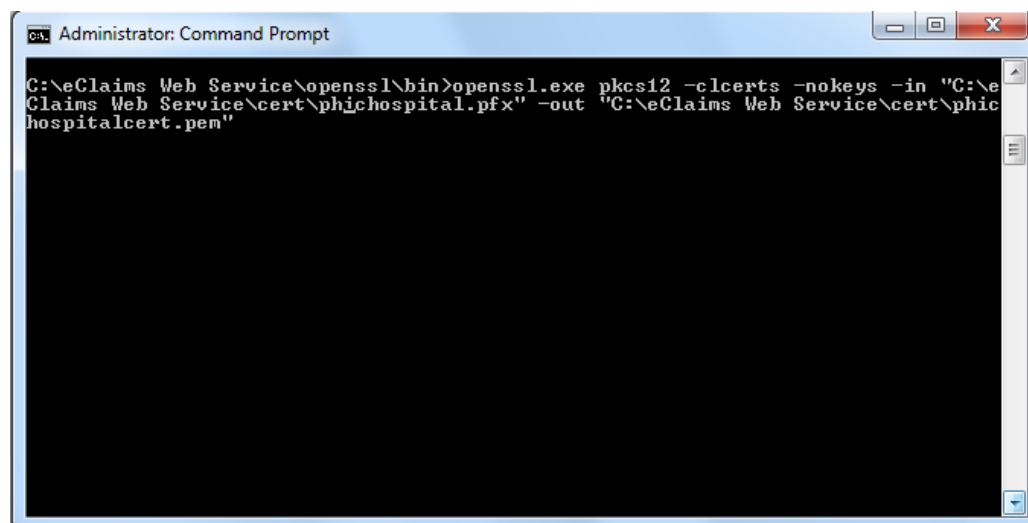 Administrator: Command Prompt
C:\eClaims Web Service\openssl\bin>openssl.exe pkcs12 -clcerts -nokeys -in "C:\e
Claims Web Service\cert\phichospital.pfx" -out "C:\eClaims Web Service\cert\phic
hospitalcert.pem"